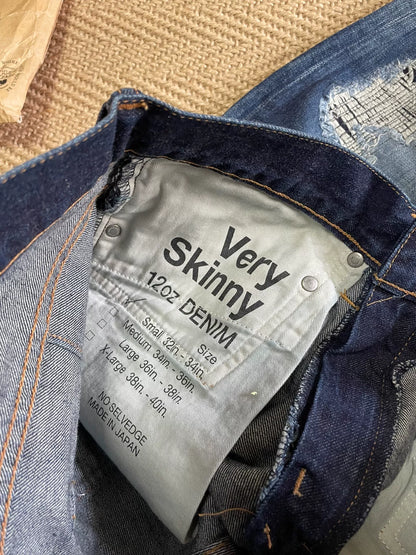 Very
Skinny
12oz DENIM
Size
Small 32in. - 34in.
Medium 34in. - 36in.
Large 36in. - 38in.
X-Large 38in. - 40in.
NO SELVEDGE
MADE IN JAPAN